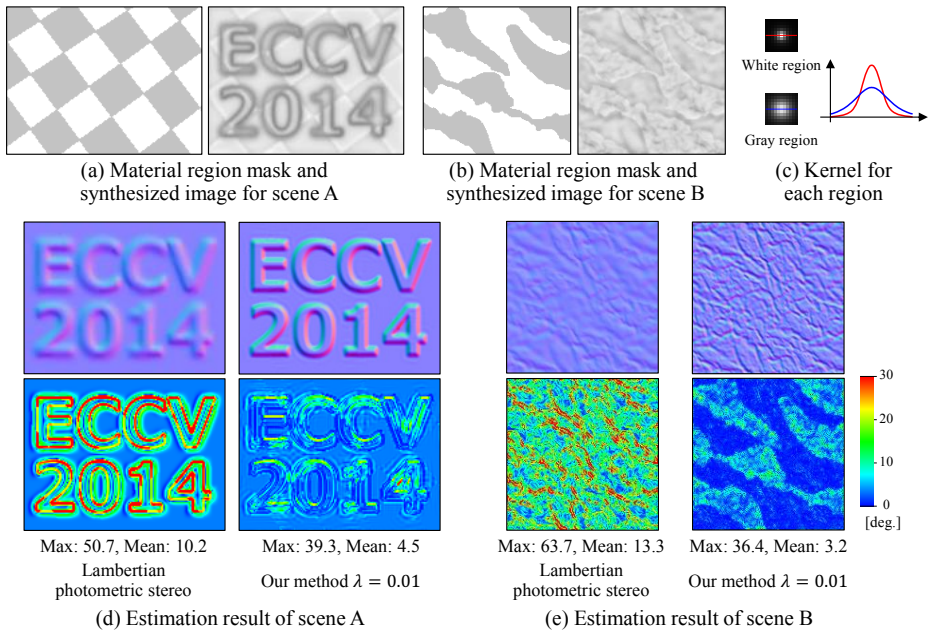 ECCV
2014
White region
Gray region
(a) Material region mask and
synthesized image for scene A
(b) Material region mask and
synthesized image for scene B
(c) Kernel for
each region
ECCV
2014
ECCV
2014
ECCV
2014
ECCV
2014
30
20
10
0
[deg.]
Max: 50.7, Mean: 10.2
Lambertian
photometric stereo
Max: 39.3, Mean: 4.5
Our method λ = 0.01
Max: 63.7, Mean: 13.3
Lambertian
photometric stereo
Max: 36.4, Mean: 3.2
Our method λ = 0.01
(d) Estimation result of scene A
(e) Estimation result of scene B